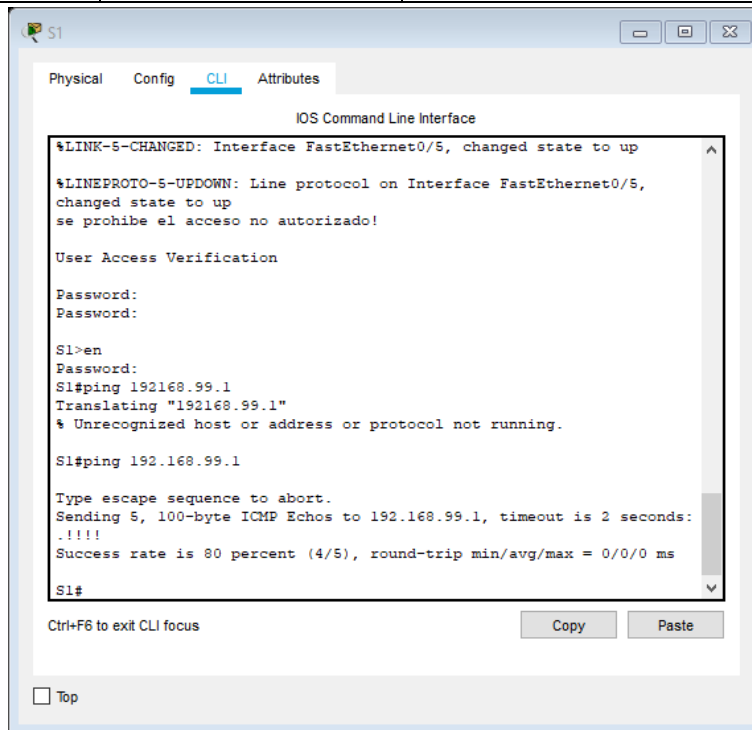 S1
Physical Config CLI Attributes
IOS Command Line Interface
%LINK-5-CHANGED: Interface FastEthernet0/5, changed state to up
%LINEPROTO-5-UPDOWN: Line protocol on Interface FastEthernet0/5,
changed state to up
se prohibe el acceso no autorizado!
User Access Verification
Password:
Password:
S1>en
Password:
S1#ping 192168.99.1
Translating "192168.99.1"
% Unrecognized host or address or protocol not running.
S1#ping 192.168.99.1
Type escape sequence to abort.
Sending 5, 100-byte ICMP Echos to 192.168.99.1, timeout is 2 seconds:
.!!!!
Success rate is 80 percent (4/5), round-trip min/avg/max = 0/0/0 ms
S1#
Ctrl+F6 to exit CLI focus Copy Paste
Top